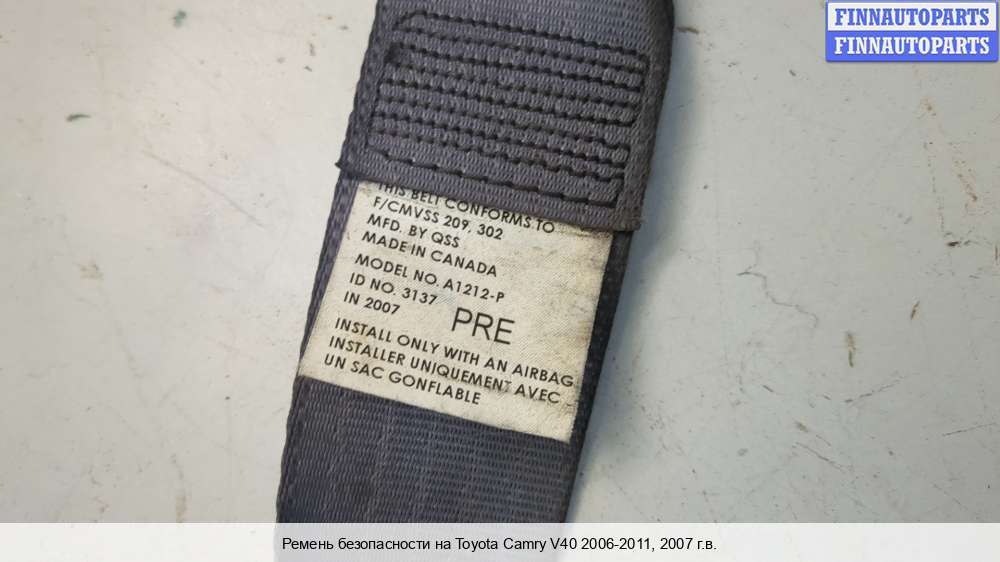 FINNAUTOPARTS
FINNAUTOPARTS
THIS BELT CONFORMS TO
F/CMVSS 209, 302
MFD. BY QSS
MADE IN CANADA
MODEL NO. A1212-P
ID NO. 3137
IN 2007
PRE
INSTALL ONLY WITH AN AIRBAG
INSTALLER UNIQUEMENT AVEC
UN SAC GONFLABLE
Ремень безопасности на Toyota Camry V40 2006-2011, 2007 г.в.